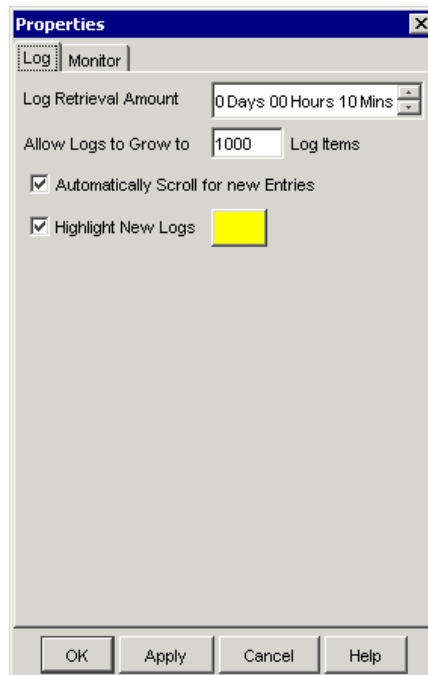 Properties
Log Monitor
Log Retrieval Amount 0 Days 00 Hours 10 Mins
Allow Logs to Grow to 1000 Log Items
Automatically Scroll for new Entries
Highlight New Logs
OK Apply Cancel Help